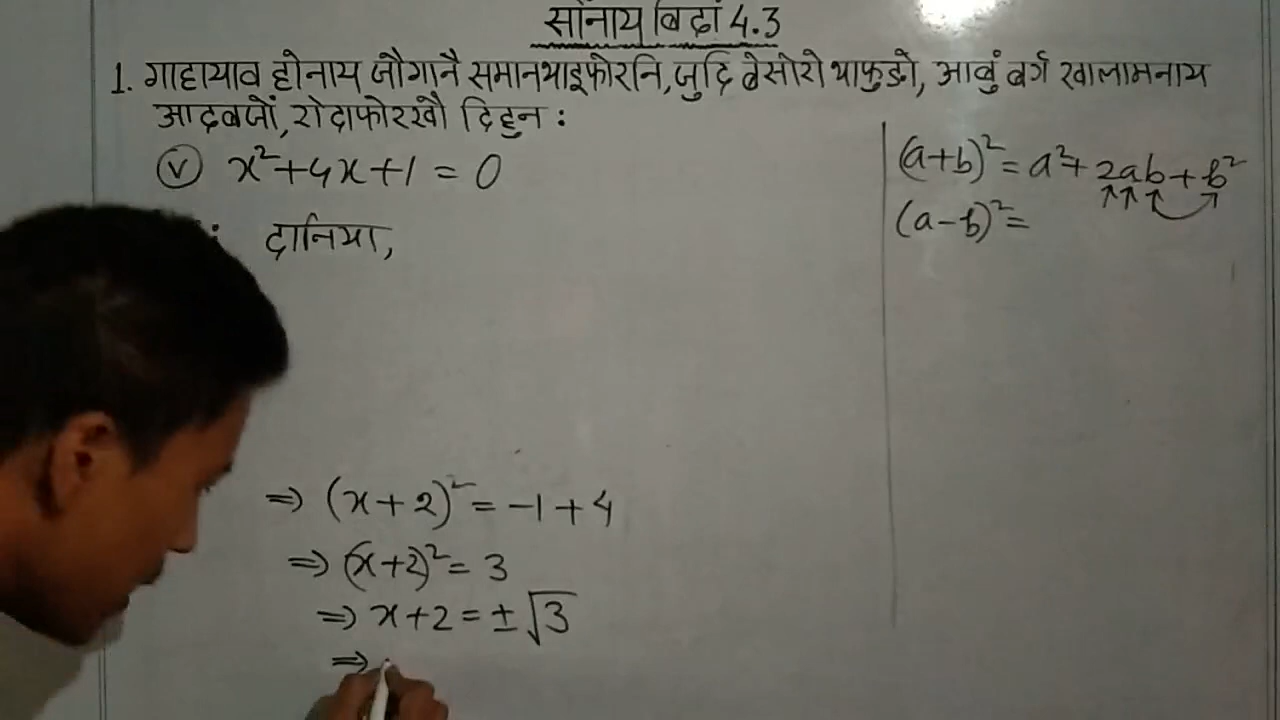 सोंनाय बिदां 4.3
1. गाहायाव होनाय जौगानै समानथाइफोरनि, जुदि बेसोरो थाफुङो, आबुं बर्ग खालामनाय
आदबजों, रोदाफोरखौ दिहुन :
(v) x² + 4x + 1 = 0
(a+b)² = a² + 2ab + b²
(a-b)² =
: दानिया,
⇒ (x + 2)² = -1 + 4
⇒ (x+2)² = 3
⇒ x + 2 = ± √3
⇒